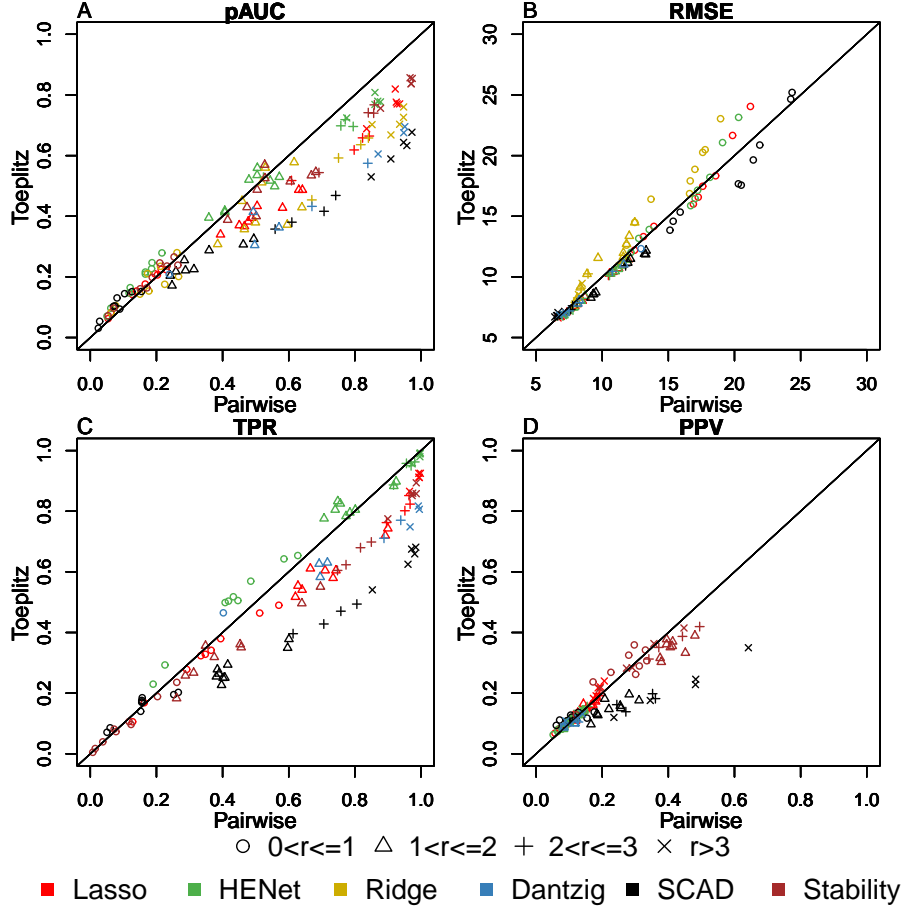 A pAUC
B RMSE
1.0 0.8 0.6 0.4 0.2 0.0
Toeplitz
30 25 20 15 10 5
Toeplitz
0.0 0.2 0.4 0.6 0.8 1.0
5 10 15 20 25 30
Pairwise
Pairwise
C TPR
D PPV
1.0 0.8 0.6 0.4 0.2 0.0
Toeplitz
1.0 0.8 0.6 0.4 0.2 0.0
Toeplitz
0.0 0.2 0.4 0.6 0.8 1.0
0.0 0.2 0.4 0.6 0.8 1.0
Pairwise
Pairwise
0<r<=1 1<r<=2 2<r<=3 r>3
Lasso HENet Ridge Dantzig SCAD Stability